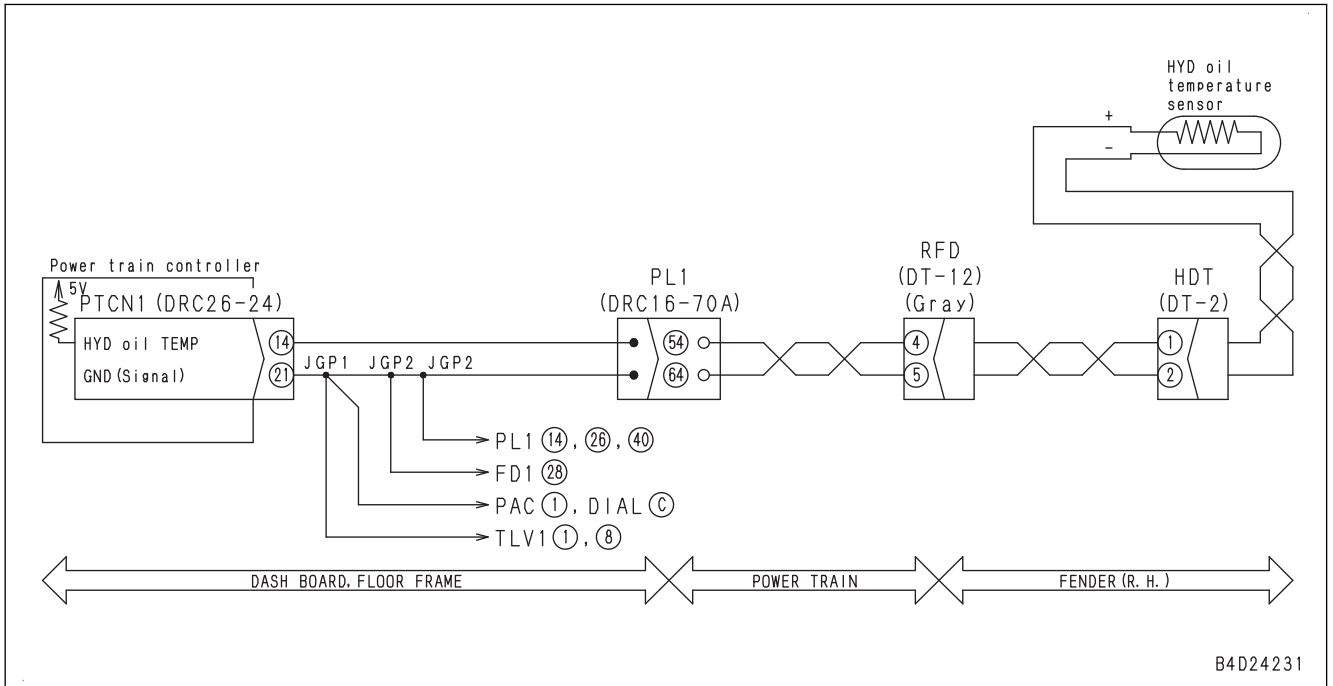 HYD oil
temperature
sensor
+
-
Power train controller
5V
PTCN1 (DRC26-24)
HYD oil TEMP
14
GND (Signal)
21
JGP1 JGP2 JGP2
PL1
(DRC16-70A)
54
64
RFD
(DT-12)
(Gray)
4
5
HDT
(DT-2)
1
2
PL1 14, 26, 40
FD1 28
PAC 1, DIAL C
TLV1 1, 8
DASH BOARD, FLOOR FRAME
POWER TRAIN
FENDER (R. H.)
B4D24231